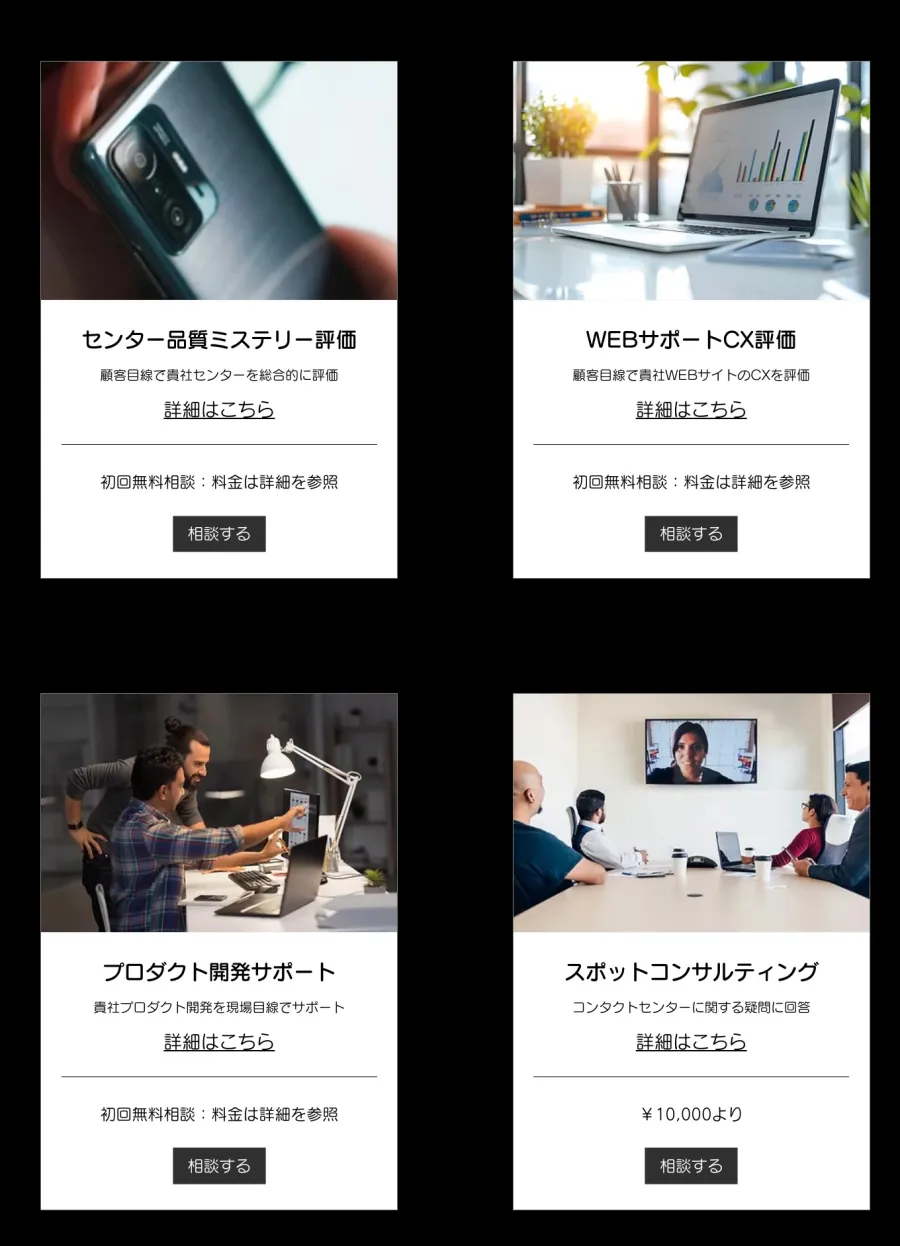 センター品質ミステリー評価
顧客目線で貴社センターを総合的に評価
詳細はこちら
初回無料相談：料金は詳細を参照
相談する
WEBサポートCX評価
顧客目線で貴社WEBサイトのCXを評価
詳細はこちら
初回無料相談：料金は詳細を参照
相談する
プロダクト開発サポート
貴社プロダクト開発を現場目線でサポート
詳細はこちら
初回無料相談：料金は詳細を参照
相談する
スポットコンサルティング
コンタクトセンターに関する疑問に回答
詳細はこちら
￥10,000より
相談する